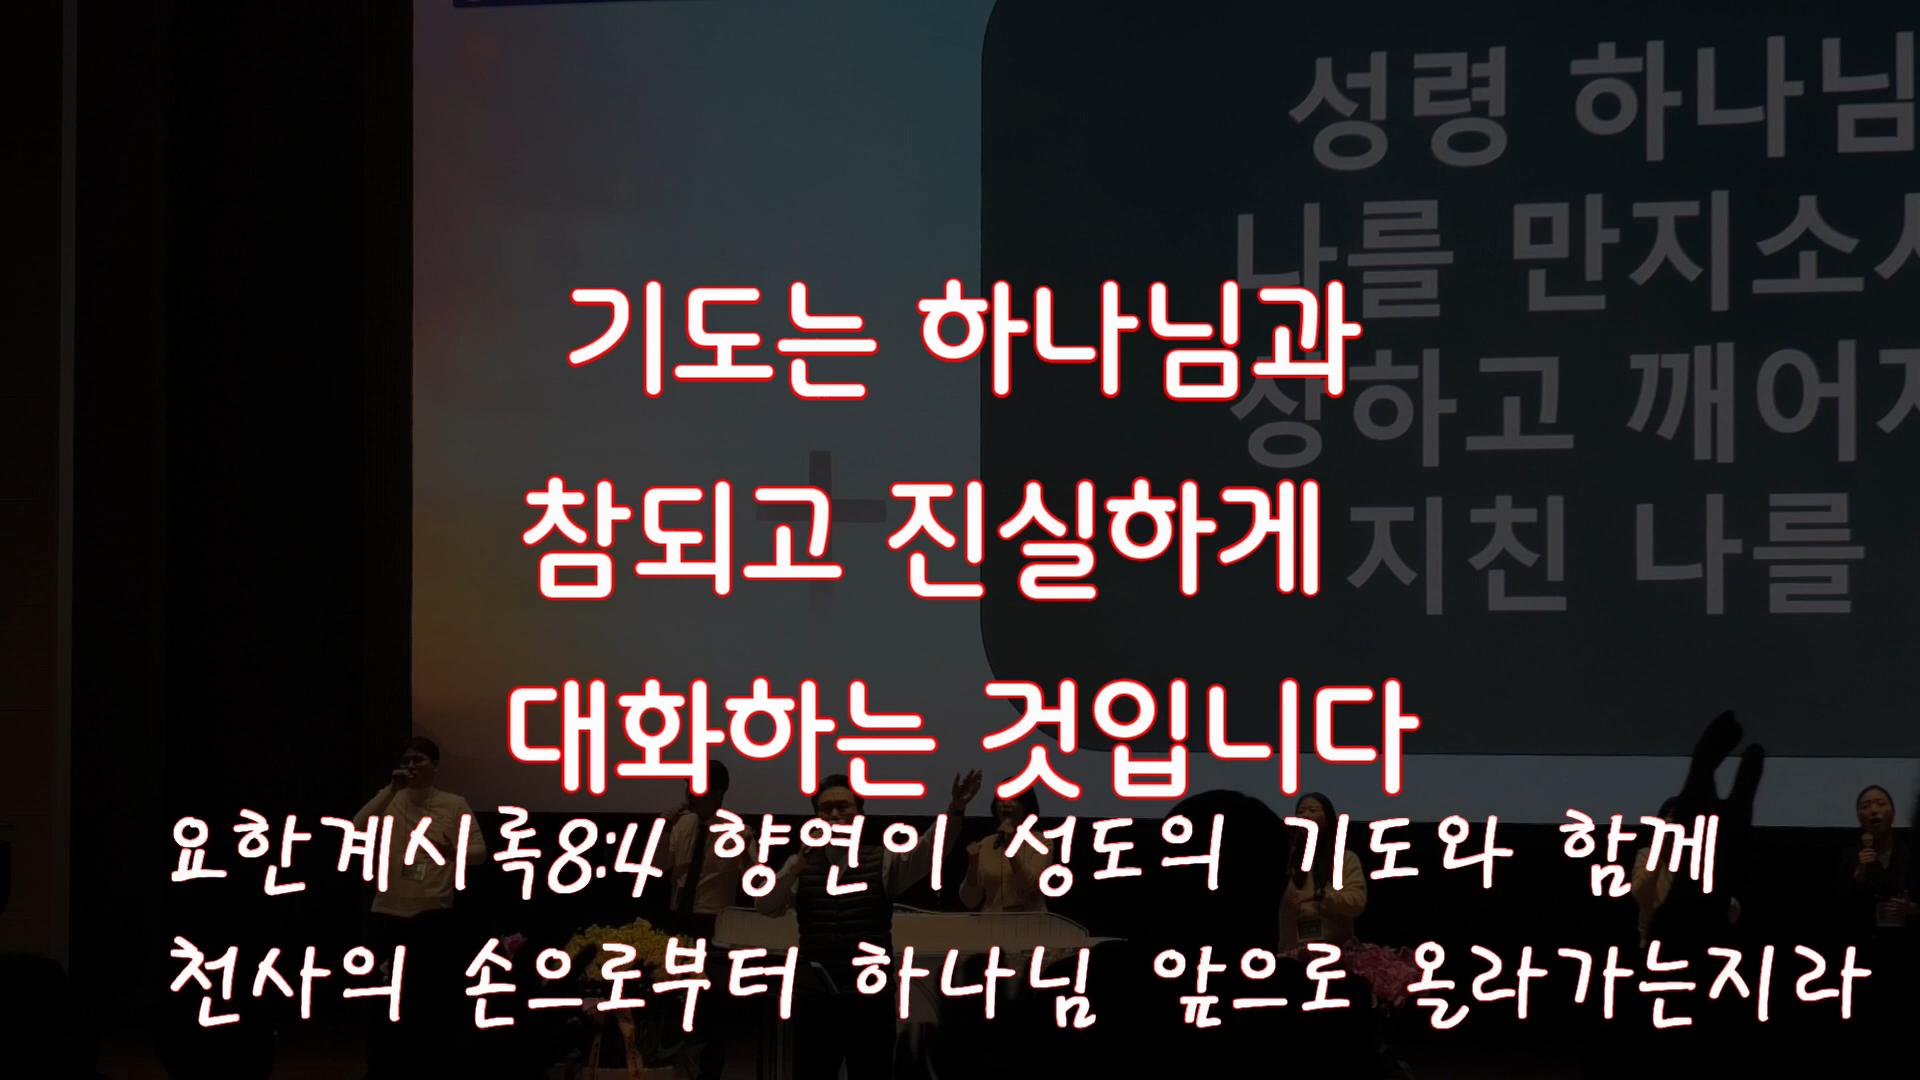 성령 하나님
나를 만지소서
상하고 깨어
지친 나를
기도는 하나님과
참되고 진실하게
대화하는 것입니다
요한계시록8:4 향연이 성도의 기도와 함께
천사의 손으로부터 하나님 앞으로 올라가는지라